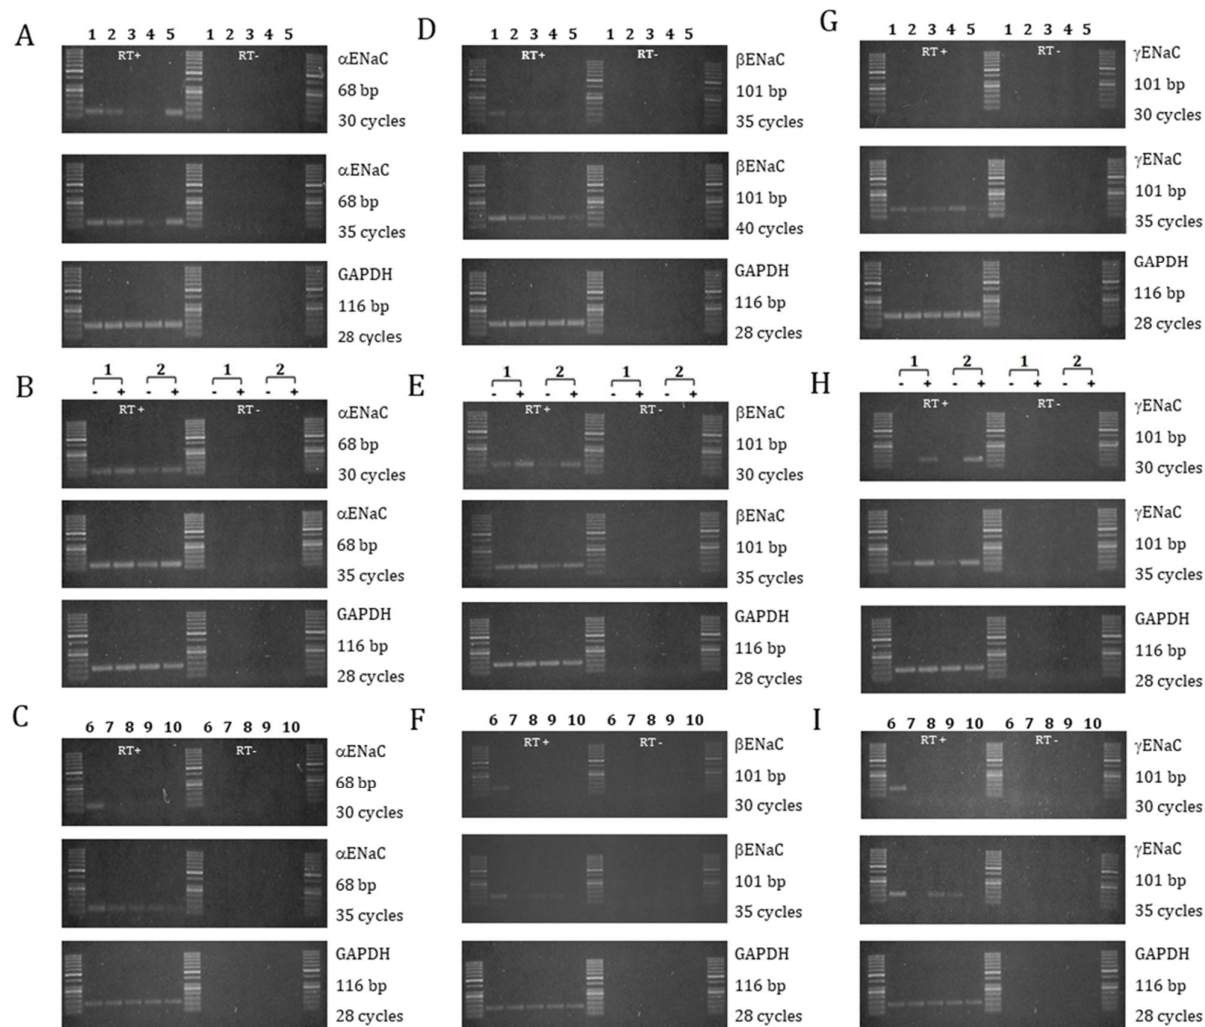 A
1 2 3 4 5 1 2 3 4 5
RT+ RT-
αENaC
68 bp
30 cycles
αENaC
68 bp
35 cycles
GAPDH
116 bp
28 cycles
B
1 2 1 2
- + - + - + - +
RT+ RT-
αENaC
68 bp
30 cycles
αENaC
68 bp
35 cycles
GAPDH
116 bp
28 cycles
C
6 7 8 9 10 6 7 8 9 10
RT+ RT-
αENaC
68 bp
30 cycles
αENaC
68 bp
35 cycles
GAPDH
116 bp
28 cycles
D
1 2 3 4 5 1 2 3 4 5
RT+ RT-
βENaC
101 bp
35 cycles
βENaC
101 bp
40 cycles
GAPDH
116 bp
28 cycles
E
1 2 1 2
- + - + - + - +
RT+ RT-
βENaC
101 bp
30 cycles
βENaC
101 bp
35 cycles
GAPDH
116 bp
28 cycles
F
6 7 8 9 10 6 7 8 9 10
RT+ RT-
βENaC
101 bp
30 cycles
βENaC
101 bp
35 cycles
GAPDH
116 bp
28 cycles
G
1 2 3 4 5 1 2 3 4 5
RT+ RT-
γENaC
101 bp
30 cycles
γENaC
101 bp
35 cycles
GAPDH
116 bp
28 cycles
H
1 2 1 2
- + - + - + - +
RT+ RT-
γENaC
101 bp
30 cycles
γENaC
101 bp
35 cycles
GAPDH
116 bp
28 cycles
I
6 7 8 9 10 6 7 8 9 10
RT+ RT-
γENaC
101 bp
30 cycles
γENaC
101 bp
35 cycles
GAPDH
116 bp
28 cycles